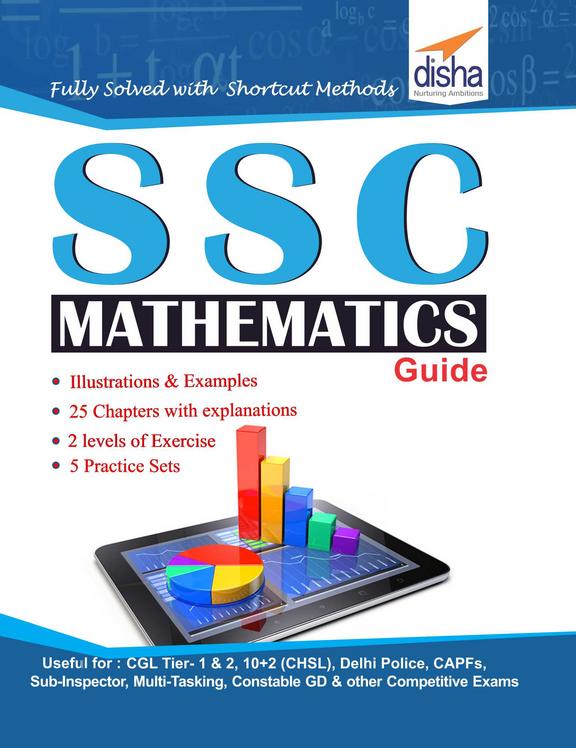 Fully Solved with Shortcut Methods
disha
Nurturing Ambitions
SSC
MATHEMATICS
Guide
• Illustrations & Examples
• 25 Chapters with explanations
• 2 levels of Exercise
• 5 Practice Sets
Useful for : CGL Tier- 1 & 2, 10+2 (CHSL), Delhi Police, CAPFs,
Sub-Inspector, Multi-Tasking, Constable GD & other Competitive Exams